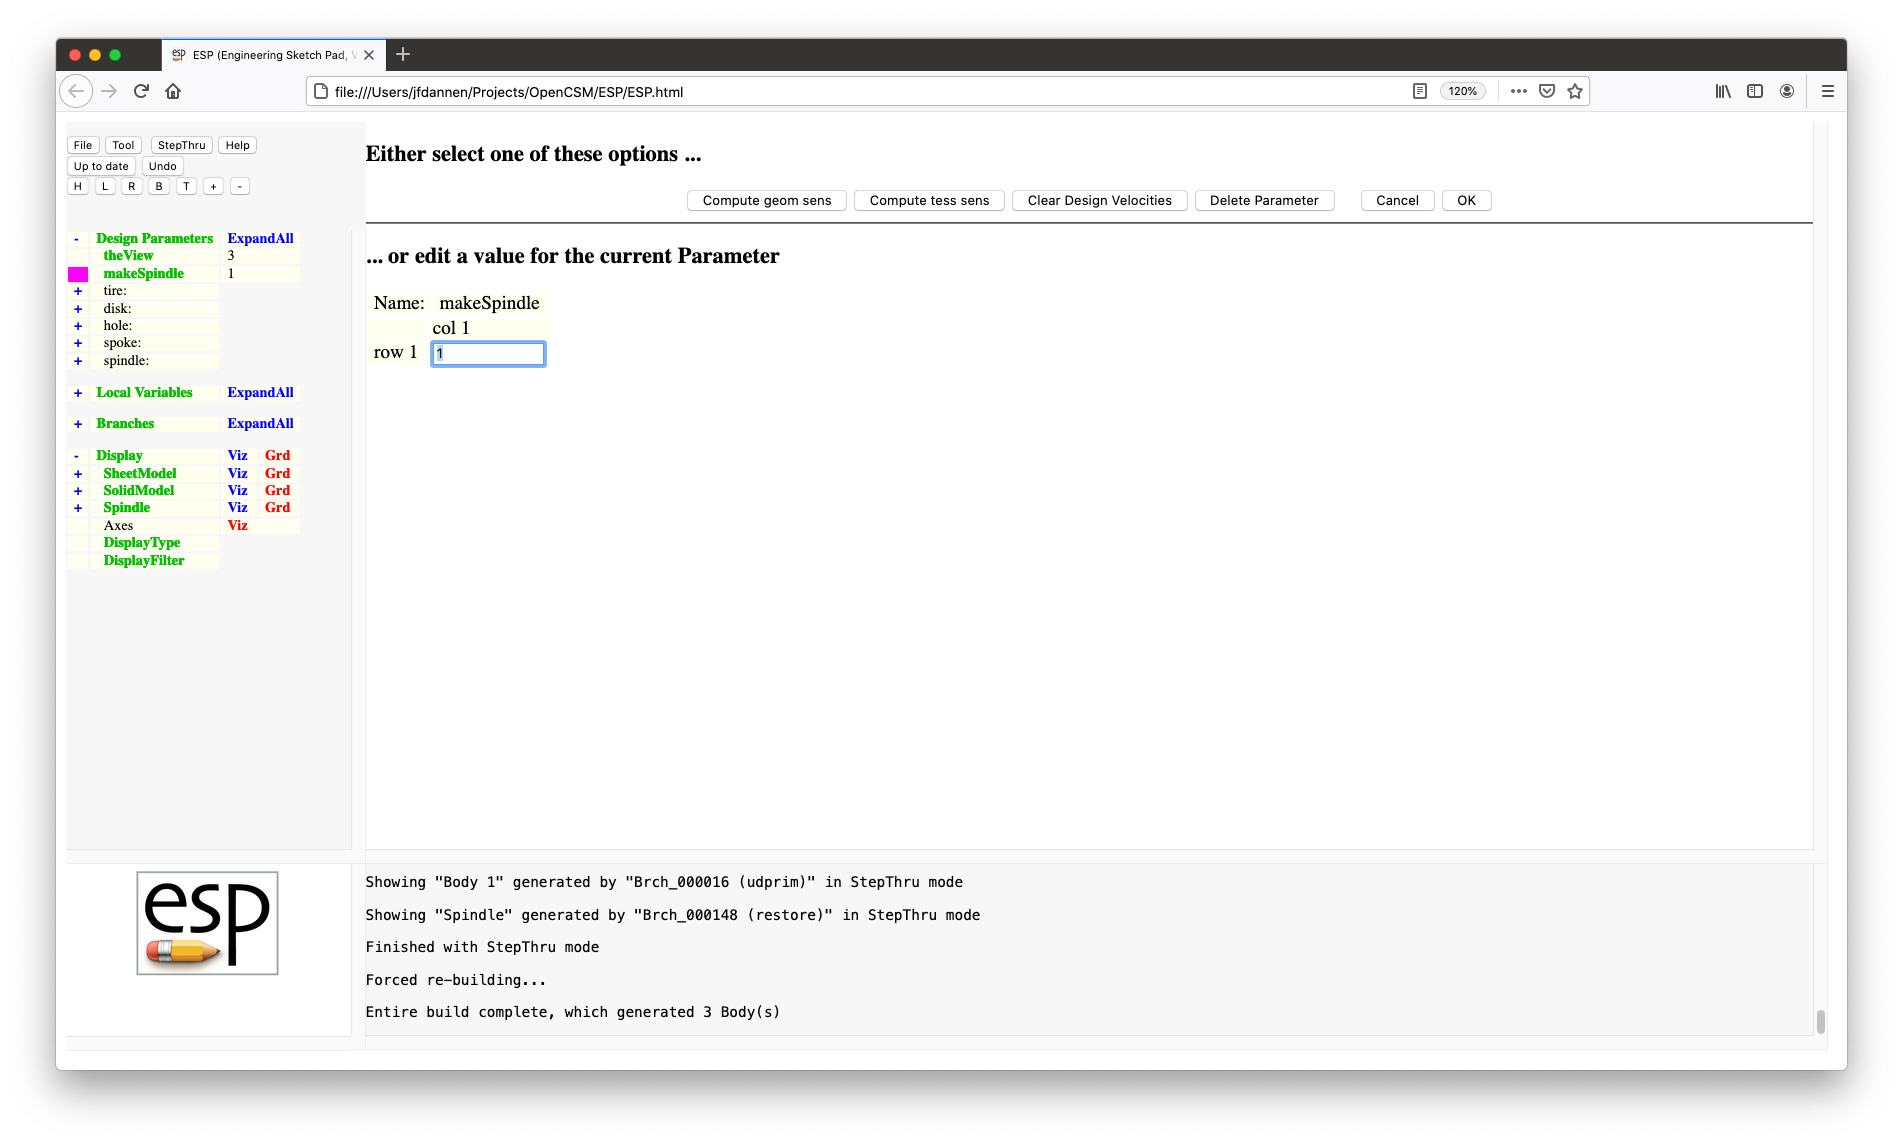 ESP (Engineering Sketch Pad, V
file:///Users/jfdannen/Projects/OpenCSM/ESP/ESP.html
120%
File Tool StepThru Help
Up to date Undo
H L R B T + -
- Design Parameters ExpandAll
theView 3
makeSpindle 1
+ tire:
+ disk:
+ hole:
+ spoke:
+ spindle:
+ Local Variables ExpandAll
+ Branches ExpandAll
- Display Viz Grd
+ SheetModel Viz Grd
+ SolidModel Viz Grd
+ Spindle Viz Grd
Axes Viz
DisplayType
DisplayFilter
Either select one of these options ...
Compute geom sens Compute tess sens Clear Design Velocities Delete Parameter Cancel OK
... or edit a value for the current Parameter
Name: makeSpindle
col 1
row 1 1
esp
Showing "Body 1" generated by "Brch_000016 (udprim)" in StepThru mode
Showing "Spindle" generated by "Brch_000148 (restore)" in StepThru mode
Finished with StepThru mode
Forced re-building...
Entire build complete, which generated 3 Body(s)